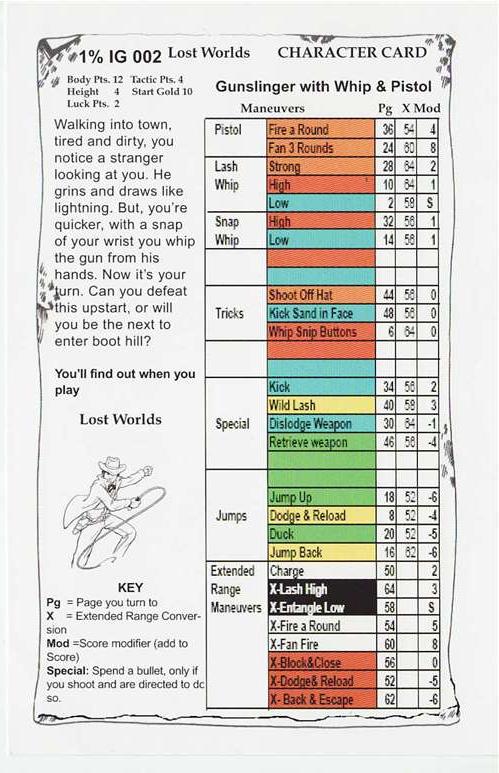 1% IG 002 Lost Worlds CHARACTER CARD
Body Pts. 12 Tactic Pts. 4
Height 4 Start Gold 10
Luck Pts. 2
Walking into town,
tired and dirty, you
notice a stranger
looking at you. He
grins and draws like
lightning. But, you're
quicker, with a snap
of your wrist you whip
the gun from his
hands. Now it's your
turn. Can you defeat
this upstart, or will
you be the next to
enter boot hill?
You'll find out when you
play
Lost Worlds
KEY
Pg = Page you turn to
X = Extended Range Conver-
sion
Mod =Score modifier (add to
Score)
Special: Spend a bullet, only if
you shoot and are directed to dc
so.
Gunslinger with Whip & Pistol
Maneuvers Pg X Mod
Pistol Fire a Round 36 54 4
Fan 3 Rounds 24 60 8
Lash Strong 28 64 2
Whip High 10 64 1
Low 2 58 S
Snap High 32 56 1
Whip Low 14 56 1
Shoot Off Hat 44 56 0
Tricks Kick Sand in Face 48 56 0
Whip Snip Buttons 6 64 0
Kick 34 56 2
Wild Lash 40 58 3
Special Dislodge Weapon 30 64 -1
Retrieve weapon 46 56 -4
Jump Up 18 52 -6
Jumps Dodge & Reload 8 52 -4
Duck 20 52 -5
Jump Back 16 62 -6
Extended Charge 50 2
Range X-Lash High 64 3
Maneuvers X-Entangle Low 58 S
X-Fire a Round 54 5
X-Fan Fire 60 8
X-Block&Close 56 0
X-Dodge& Reload 52 -5
X- Back & Escape 62 -6